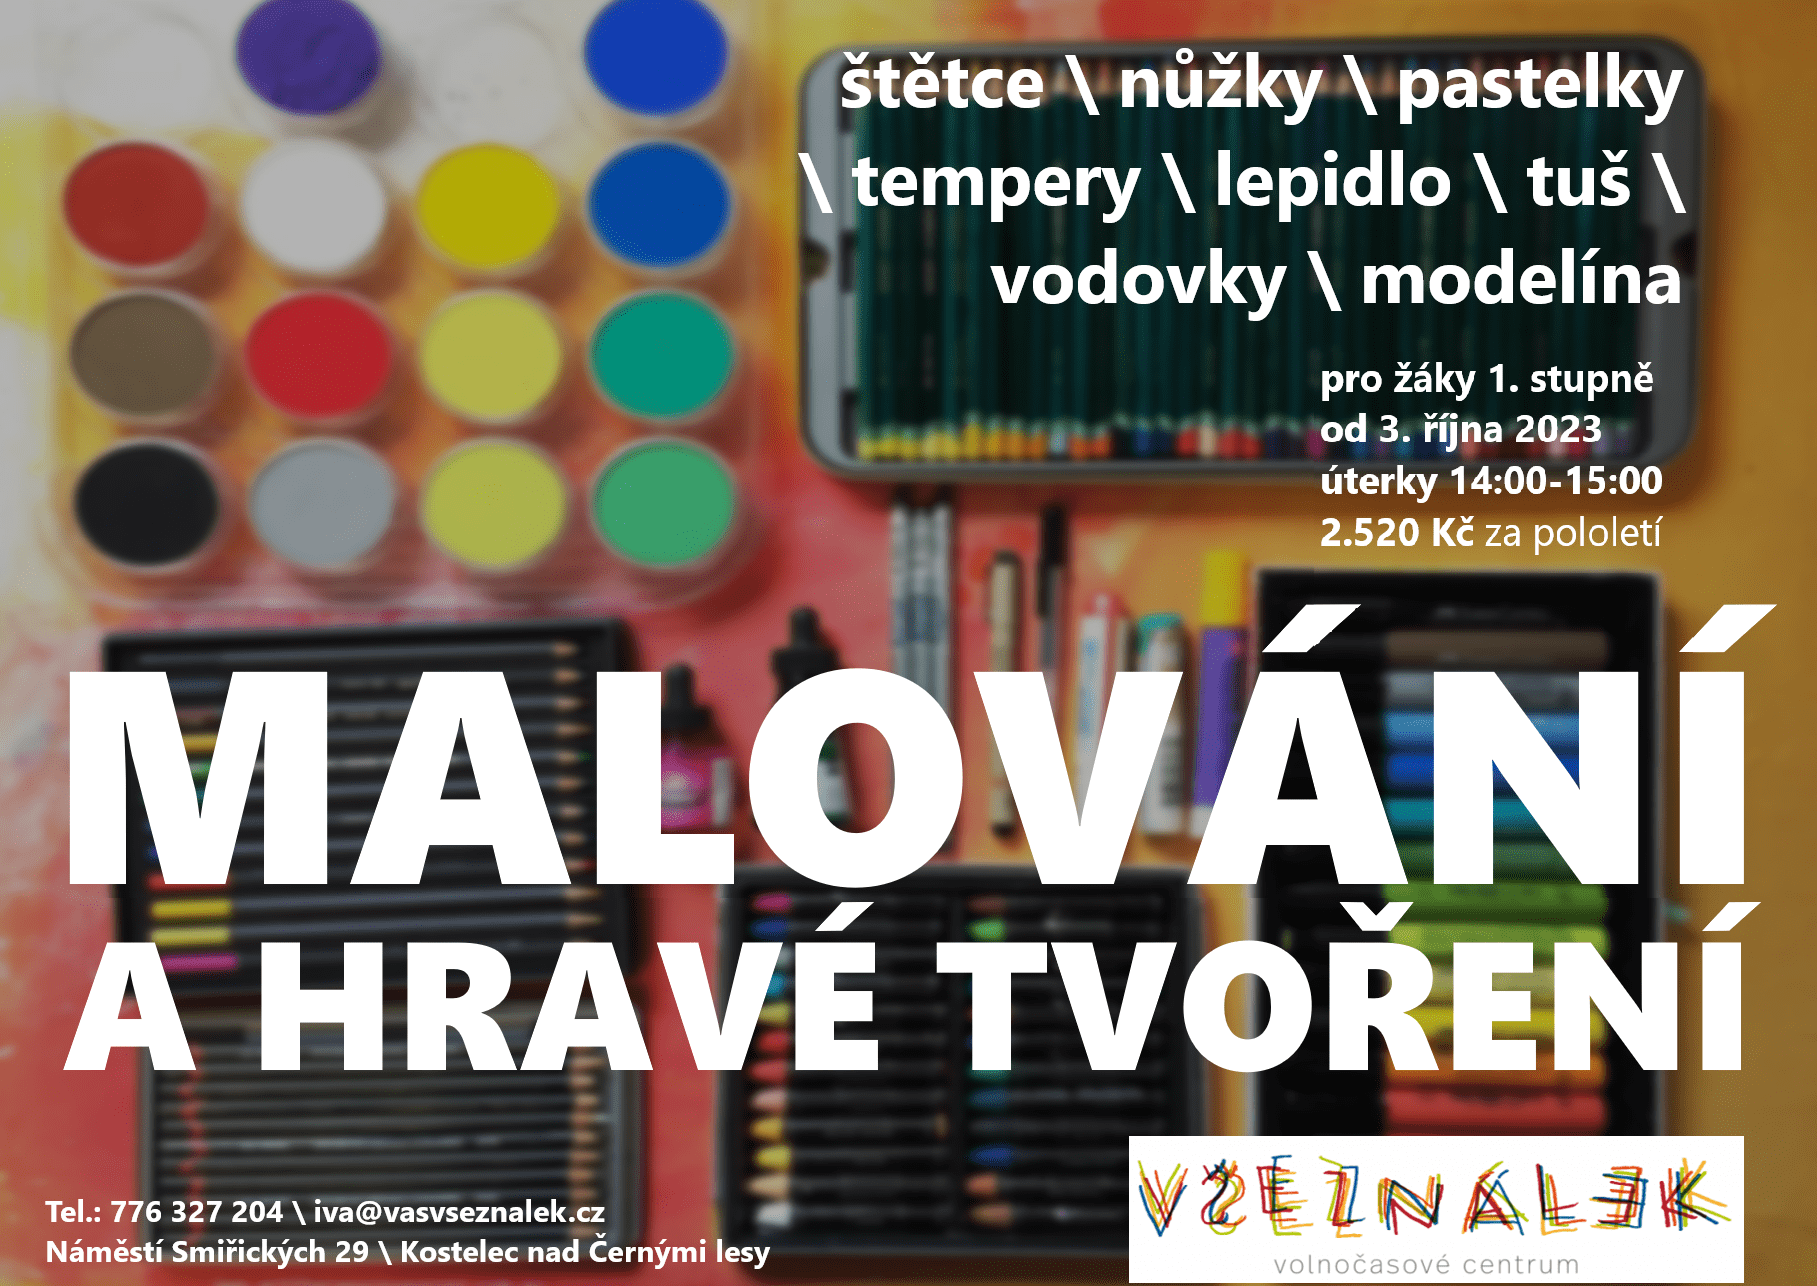 štětce \ nůžky \ pastelky
\ tempery \ lepidlo \ tuš \
vodovky \ modelína
pro žáky 1. stupně
od 3. října 2023
úterky 14:00-15:00
2.520 Kč za pololetí
MALOVÁNÍ
A HRAVÉ TVOŘENÍ
Tel.: 776 327 204 \ iva@vasvseznalek.cz
Náměstí Smiřických 29 \ Kostelec nad Černými lesy
VŠEZNÁLEK
volnočasové centrum